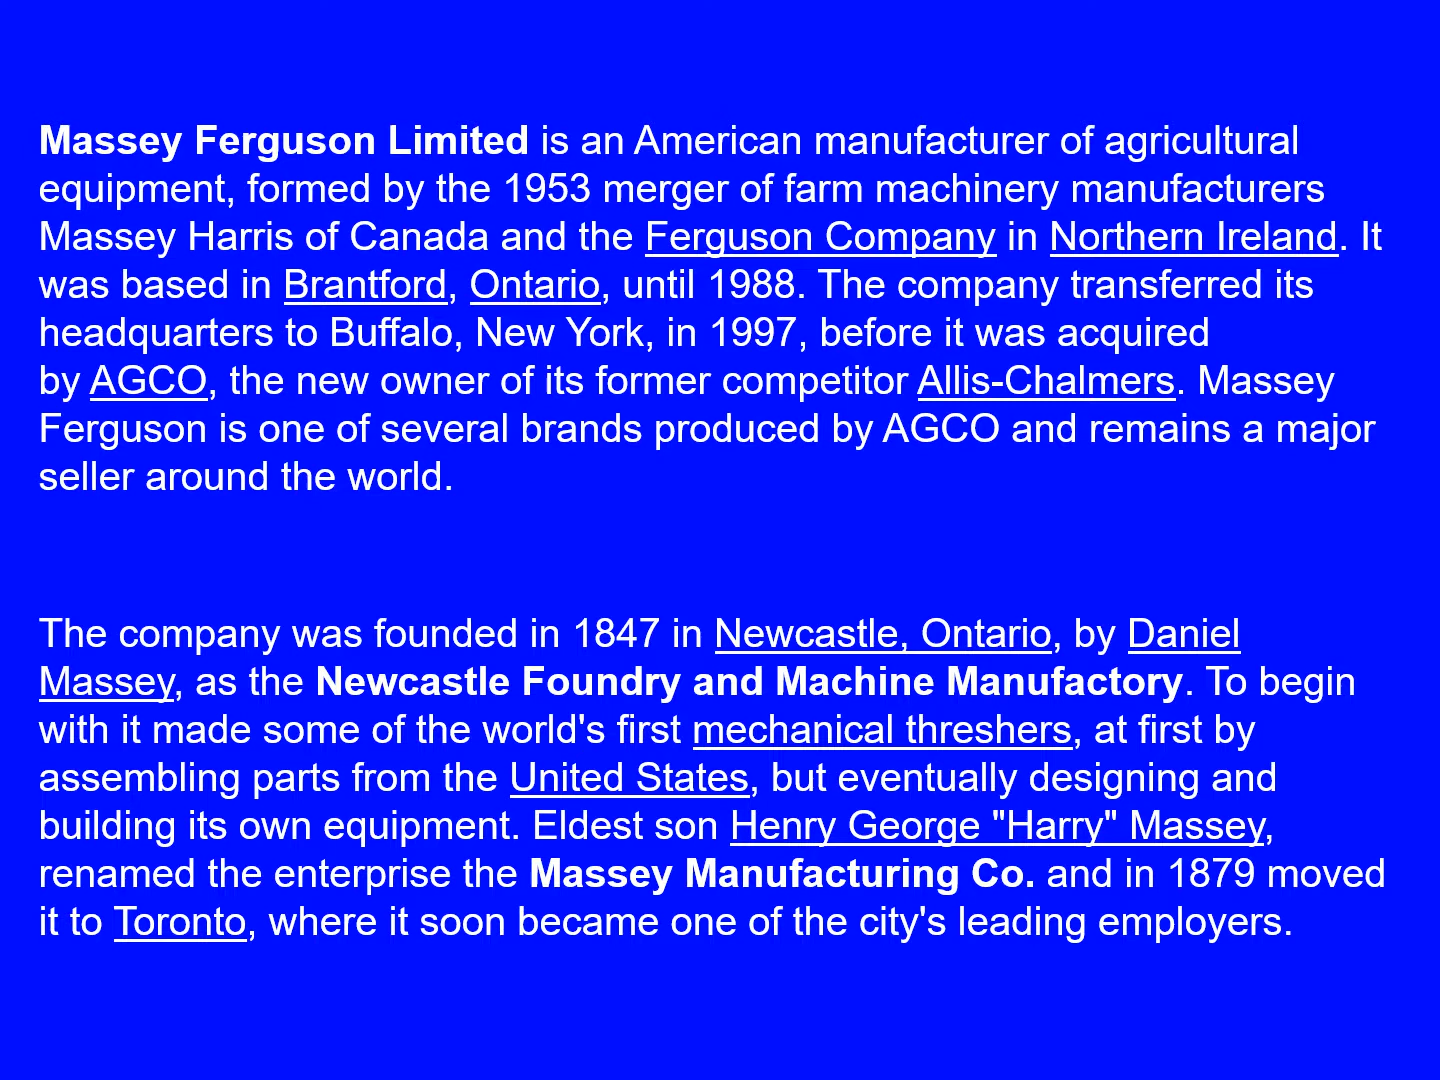 Massey Ferguson Limited is an American manufacturer of agricultural
equipment, formed by the 1953 merger of farm machinery manufacturers
Massey Harris of Canada and the Ferguson Company in Northern Ireland. It
was based in Brantford, Ontario, until 1988. The company transferred its
headquarters to Buffalo, New York, in 1997, before it was acquired
by AGCO, the new owner of its former competitor Allis-Chalmers. Massey
Ferguson is one of several brands produced by AGCO and remains a major
seller around the world.
The company was founded in 1847 in Newcastle, Ontario, by Daniel
Massey, as the Newcastle Foundry and Machine Manufactory. To begin
with it made some of the world's first mechanical threshers, at first by
assembling parts from the United States, but eventually designing and
building its own equipment. Eldest son Henry George "Harry" Massey,
renamed the enterprise the Massey Manufacturing Co. and in 1879 moved
it to Toronto, where it soon became one of the city's leading employers.